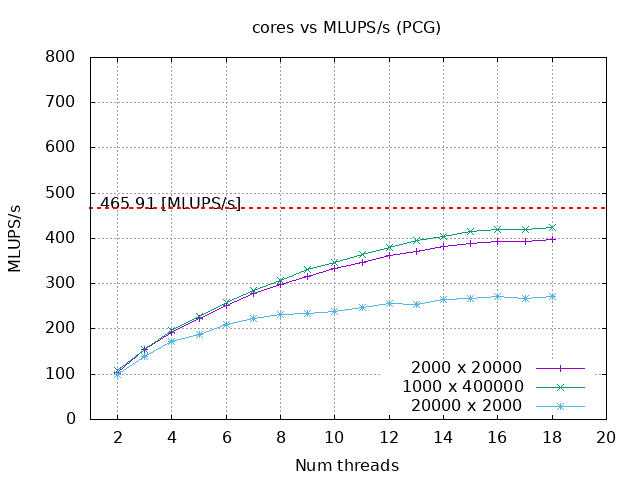 cores vs MLUPS/s (PCG)
800
700
600
500
465.91 [MLUPS/s]
400
300
200
100
0
MLUPS/s
2000 x 20000
1000 x 400000
20000 x 2000
2 4 6 8 10 12 14 16 18 20
Num threads